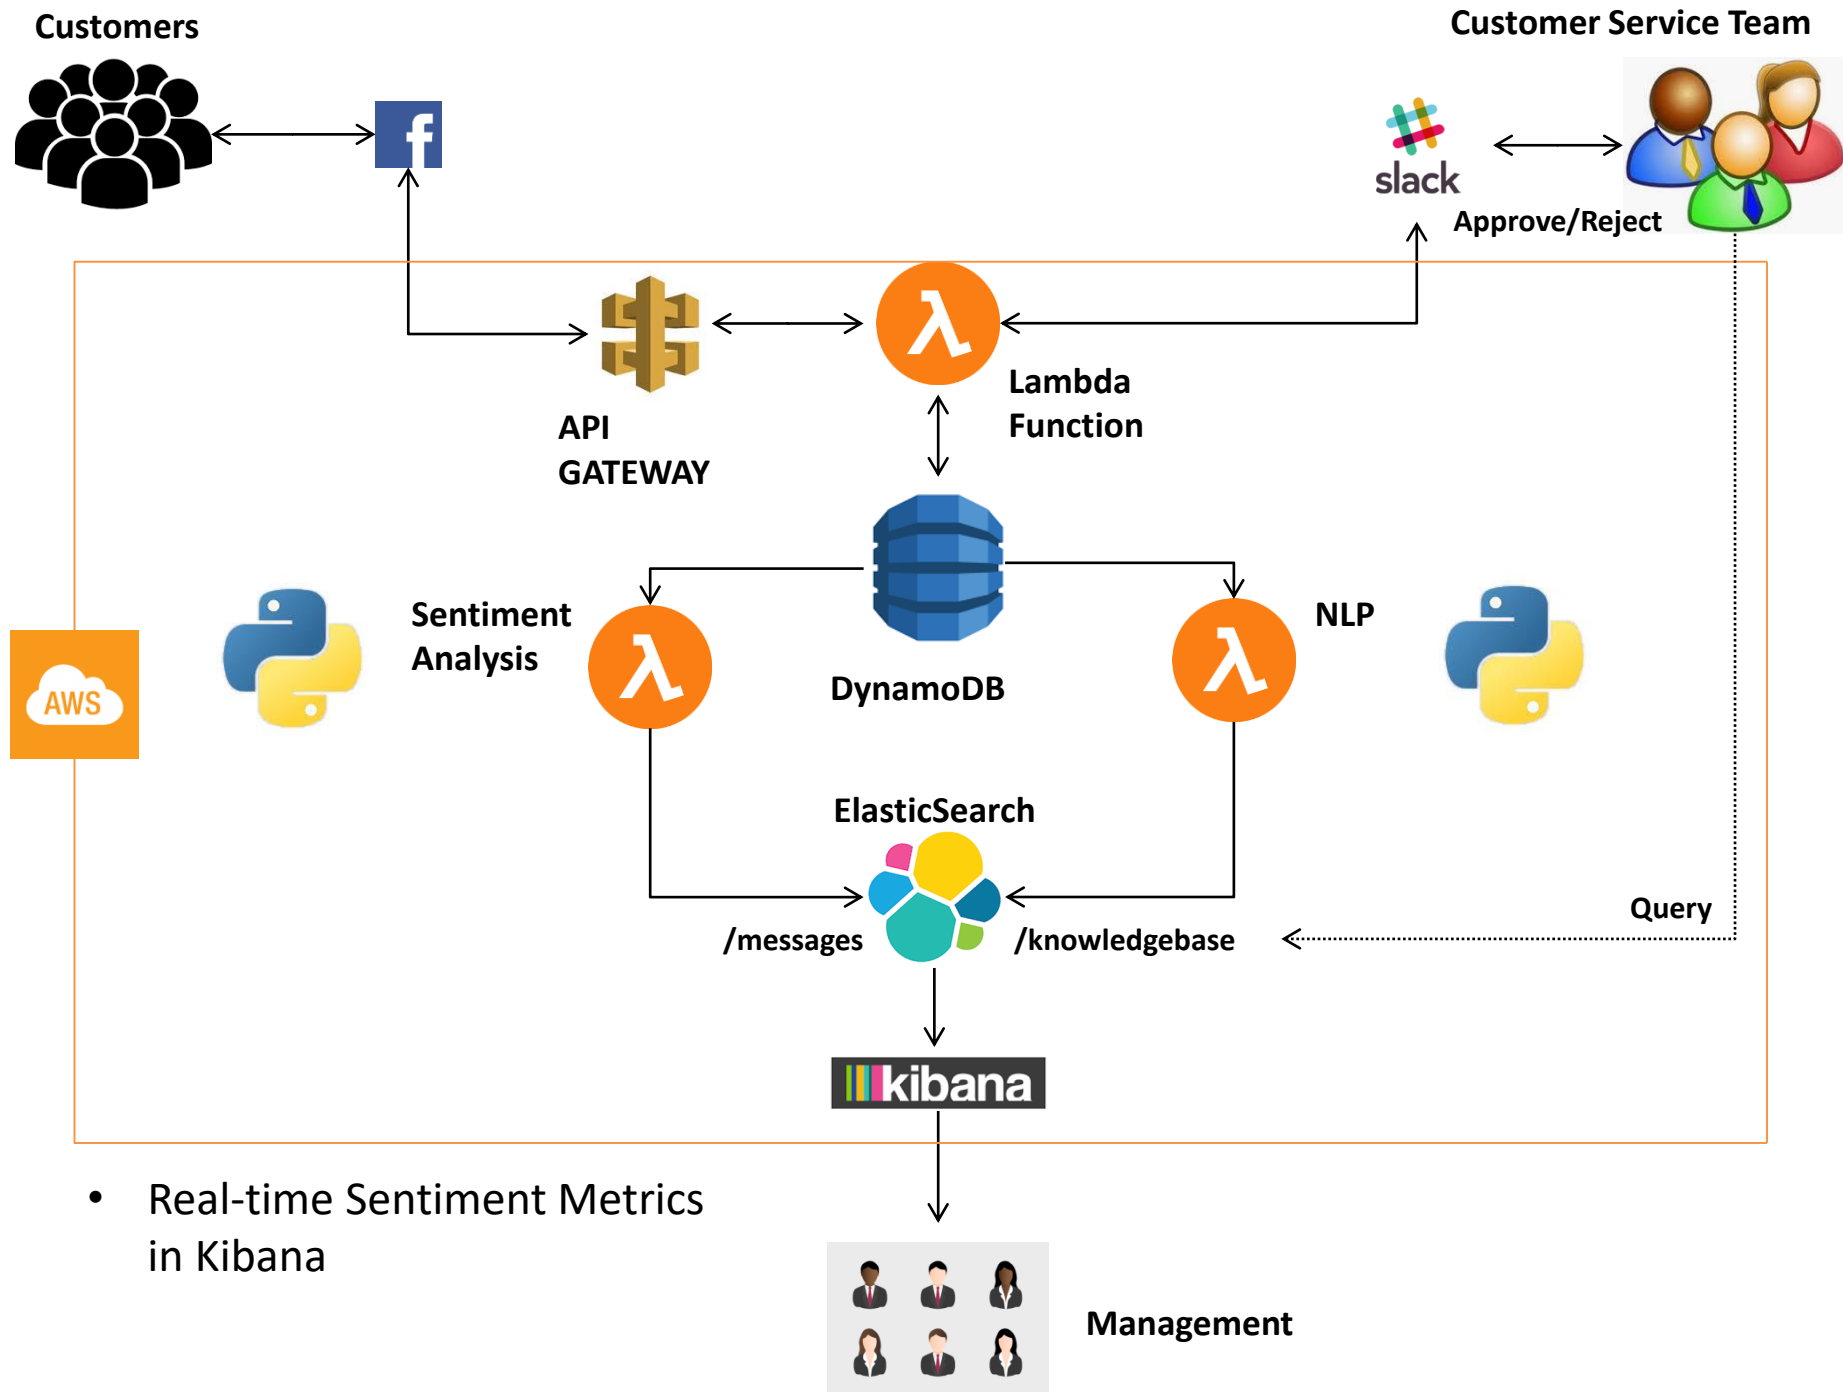 Customers
Customer Service Team
f
slack
Approve/Reject
λ
Lambda
Function
API
GATEWAY
Sentiment
Analysis
λ
λ
NLP
DynamoDB
AWS
ElasticSearch
/messages
/knowledgebase
Query
kibana
• Real-time Sentiment Metrics
in Kibana
Management